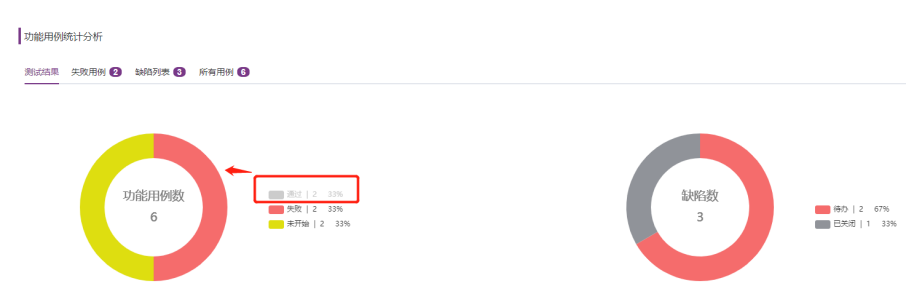 功能用例统计分析
测试结果 失败用例 2 缺陷列表 3 所有用例 6
功能用例数
6
通过 | 2 33%
失败 | 2 33%
未开始 | 2 33%
缺陷数
3
待办 | 2 67%
已关闭 | 1 33%